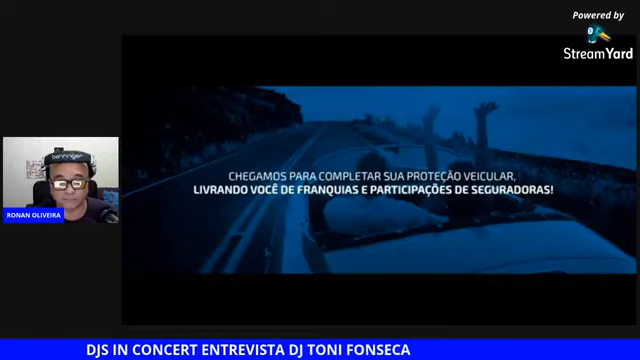 Powered by
StreamYard
CHEGAMOS PARA COMPLETAR SUA PROTEÇÃO VEICULAR,
LIVRANDO VOCÊ DE FRANQUIAS E PARTICIPAÇÕES DE SEGURADORAS!
behringer
RONAN OLIVEIRA
DJS IN CONCERT ENTREVISTA DJ TONI FONSECA